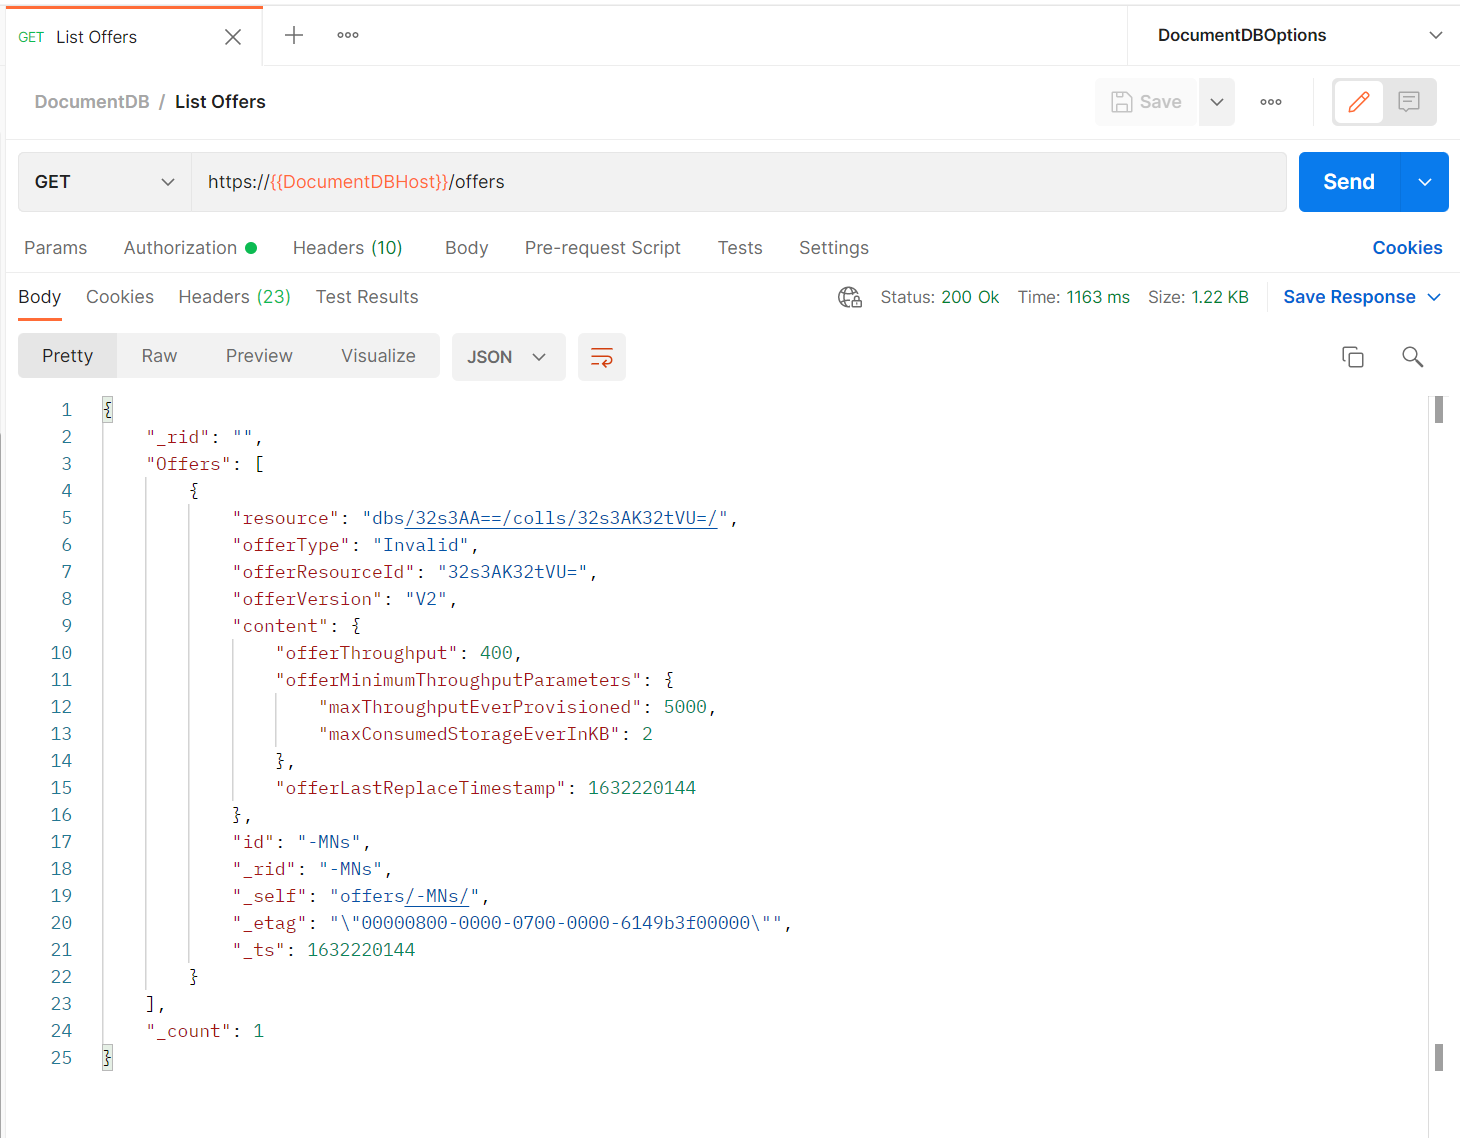 GET List Offers
DocumentDBOptions
DocumentDB / List Offers
Save
GET
https://{{DocumentDBHost}}/offers
Send
Params Authorization Headers (10) Body Pre-request Script Tests Settings Cookies
Body Cookies Headers (23) Test Results Status: 200 Ok Time: 1163 ms Size: 1.22 KB Save Response
Pretty Raw Preview Visualize JSON
1 {
2 "_rid": "",
3 "Offers": [
4 {
5 "resource": "dbs/32s3AA==/colls/32s3AK32tVU=/",
6 "offerType": "Invalid",
7 "offerResourceId": "32s3AK32tVU=",
8 "offerVersion": "V2",
9 "content": {
10 "offerThroughput": 400,
11 "offerMinimumThroughputParameters": {
12 "maxThroughputEverProvisioned": 5000,
13 "maxConsumedStorageEverInKB": 2
14 },
15 "offerLastReplaceTimestamp": 1632220144
16 },
17 "id": "-MNs",
18 "_rid": "-MNs",
19 "_self": "offers/-MNs/",
20 "_etag": "\"00000800-0000-0700-0000-6149b3f00000\"",
21 "_ts": 1632220144
22 }
23 ],
24 "_count": 1
25 }